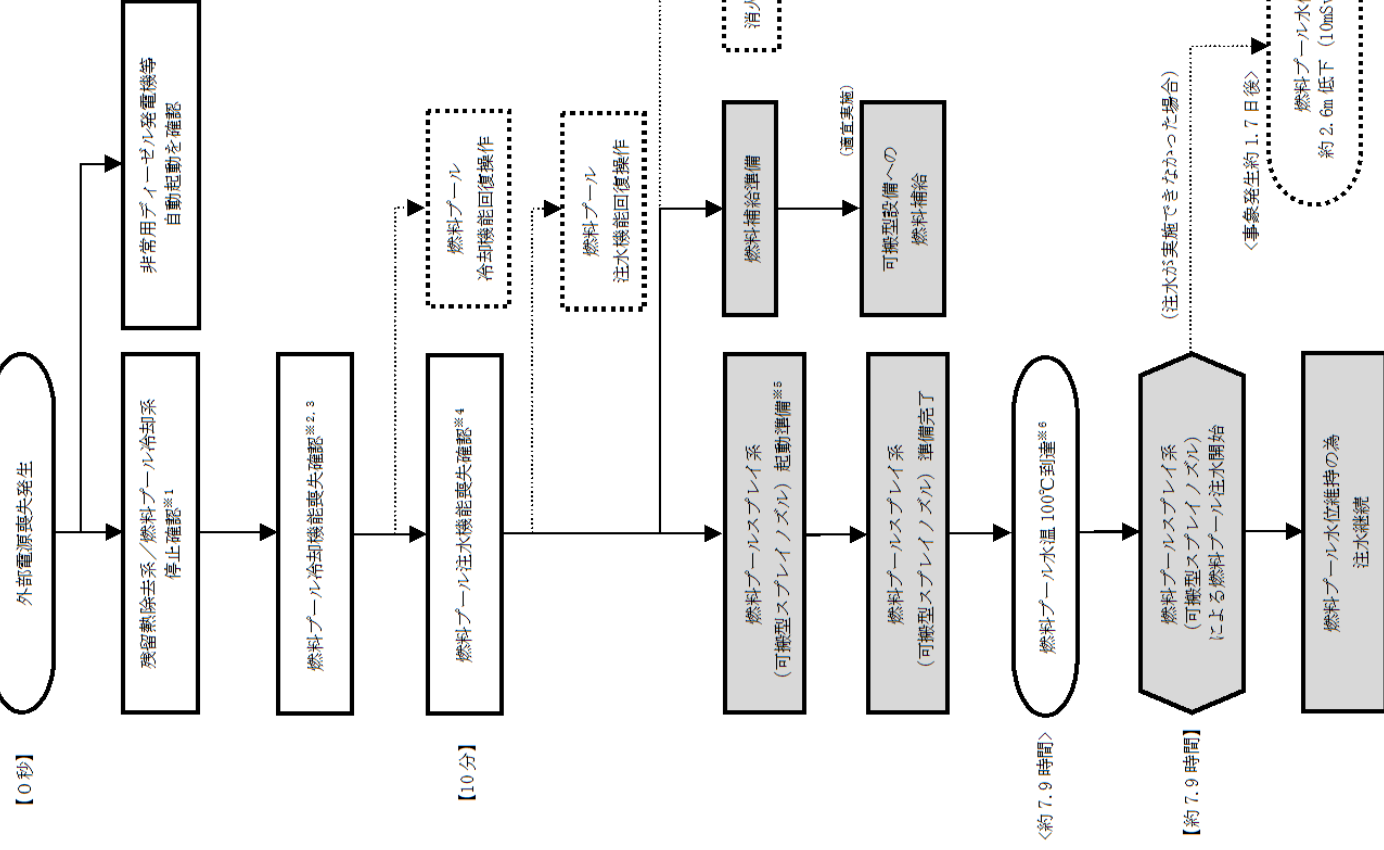 【0 秒】
外部電源喪失発生
非常用ディーゼル発電機等
自動起動を確認
残留熱除去系／燃料プール冷却系
停止確認※1
燃料プール冷却機能喪失確認※2, 3
燃料プール
冷却機能回復操作
【10 分】
燃料プール注水機能喪失確認※4
燃料プール
注水機能回復操作
消火
燃料補給準備
燃料プールスプレイ系
(可搬型スプレイノズル) 起動準備※5
(適宜実施)
可搬型設備への
燃料補給
燃料プールスプレイ系
(可搬型スプレイノズル) 準備完了
<約 7.9 時間>
燃料プール水温 100℃到達※6
【約 7.9 時間】
燃料プールスプレイ系
(可搬型スプレイノズル)
による燃料プール注水開始
(注水が実施できなかった場合)
<事象発生約 1.7 日後>
燃料プール水位
約 2.6m 低下 (10mSv
燃料プール水位維持の為
注水継続